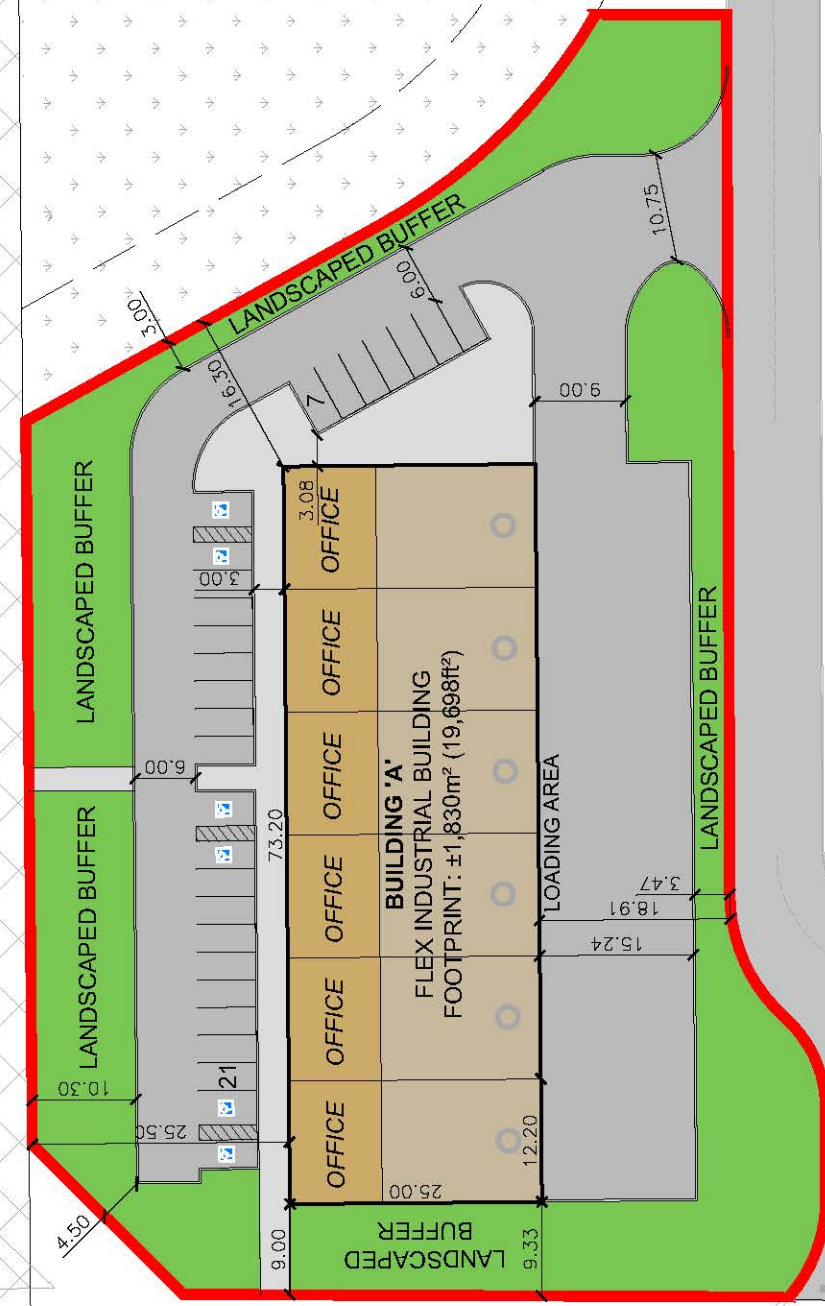 LANDSCAPED BUFFER
10.75
3.00
16.30
6.00
7
LANDSCAPED BUFFER
3.08
9.00
3.00
OFFICE
OFFICE
OFFICE
OFFICE
OFFICE
OFFICE
6.00
73.20
BUILDING 'A'
FLEX INDUSTRIAL BUILDING
FOOTPRINT: ±1,830m² (19,698ft²)
LOADING AREA
LANDSCAPED BUFFER
LANDSCAPED BUFFER
3.47
18.91
15.24
21
10.30
25.50
12.20
25.00
4.50
9.00
LANDSCAPED
BUFFER
9.33